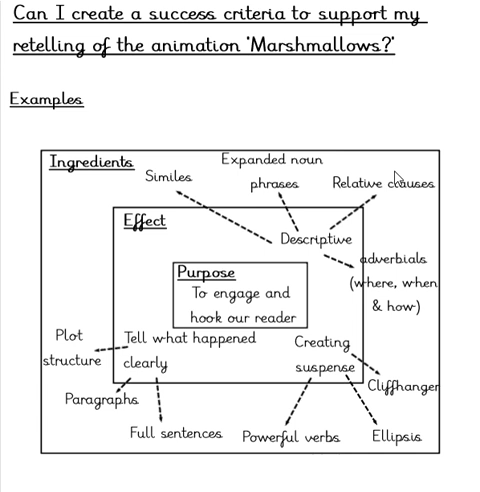 Can I create a success criteria to support my
retelling of the animation 'Marshmallows?'
Examples
Ingredients
Similes
Expanded noun
phrases
Relative clauses
Effect
Descriptive
adverbials
(where, when
& how)
Purpose
To engage and
hook our reader
Plot
structure
Tell what happened
clearly
Creating
suspense
Cliffhanger
Paragraphs
Full sentences
Powerful verbs
Ellipsis